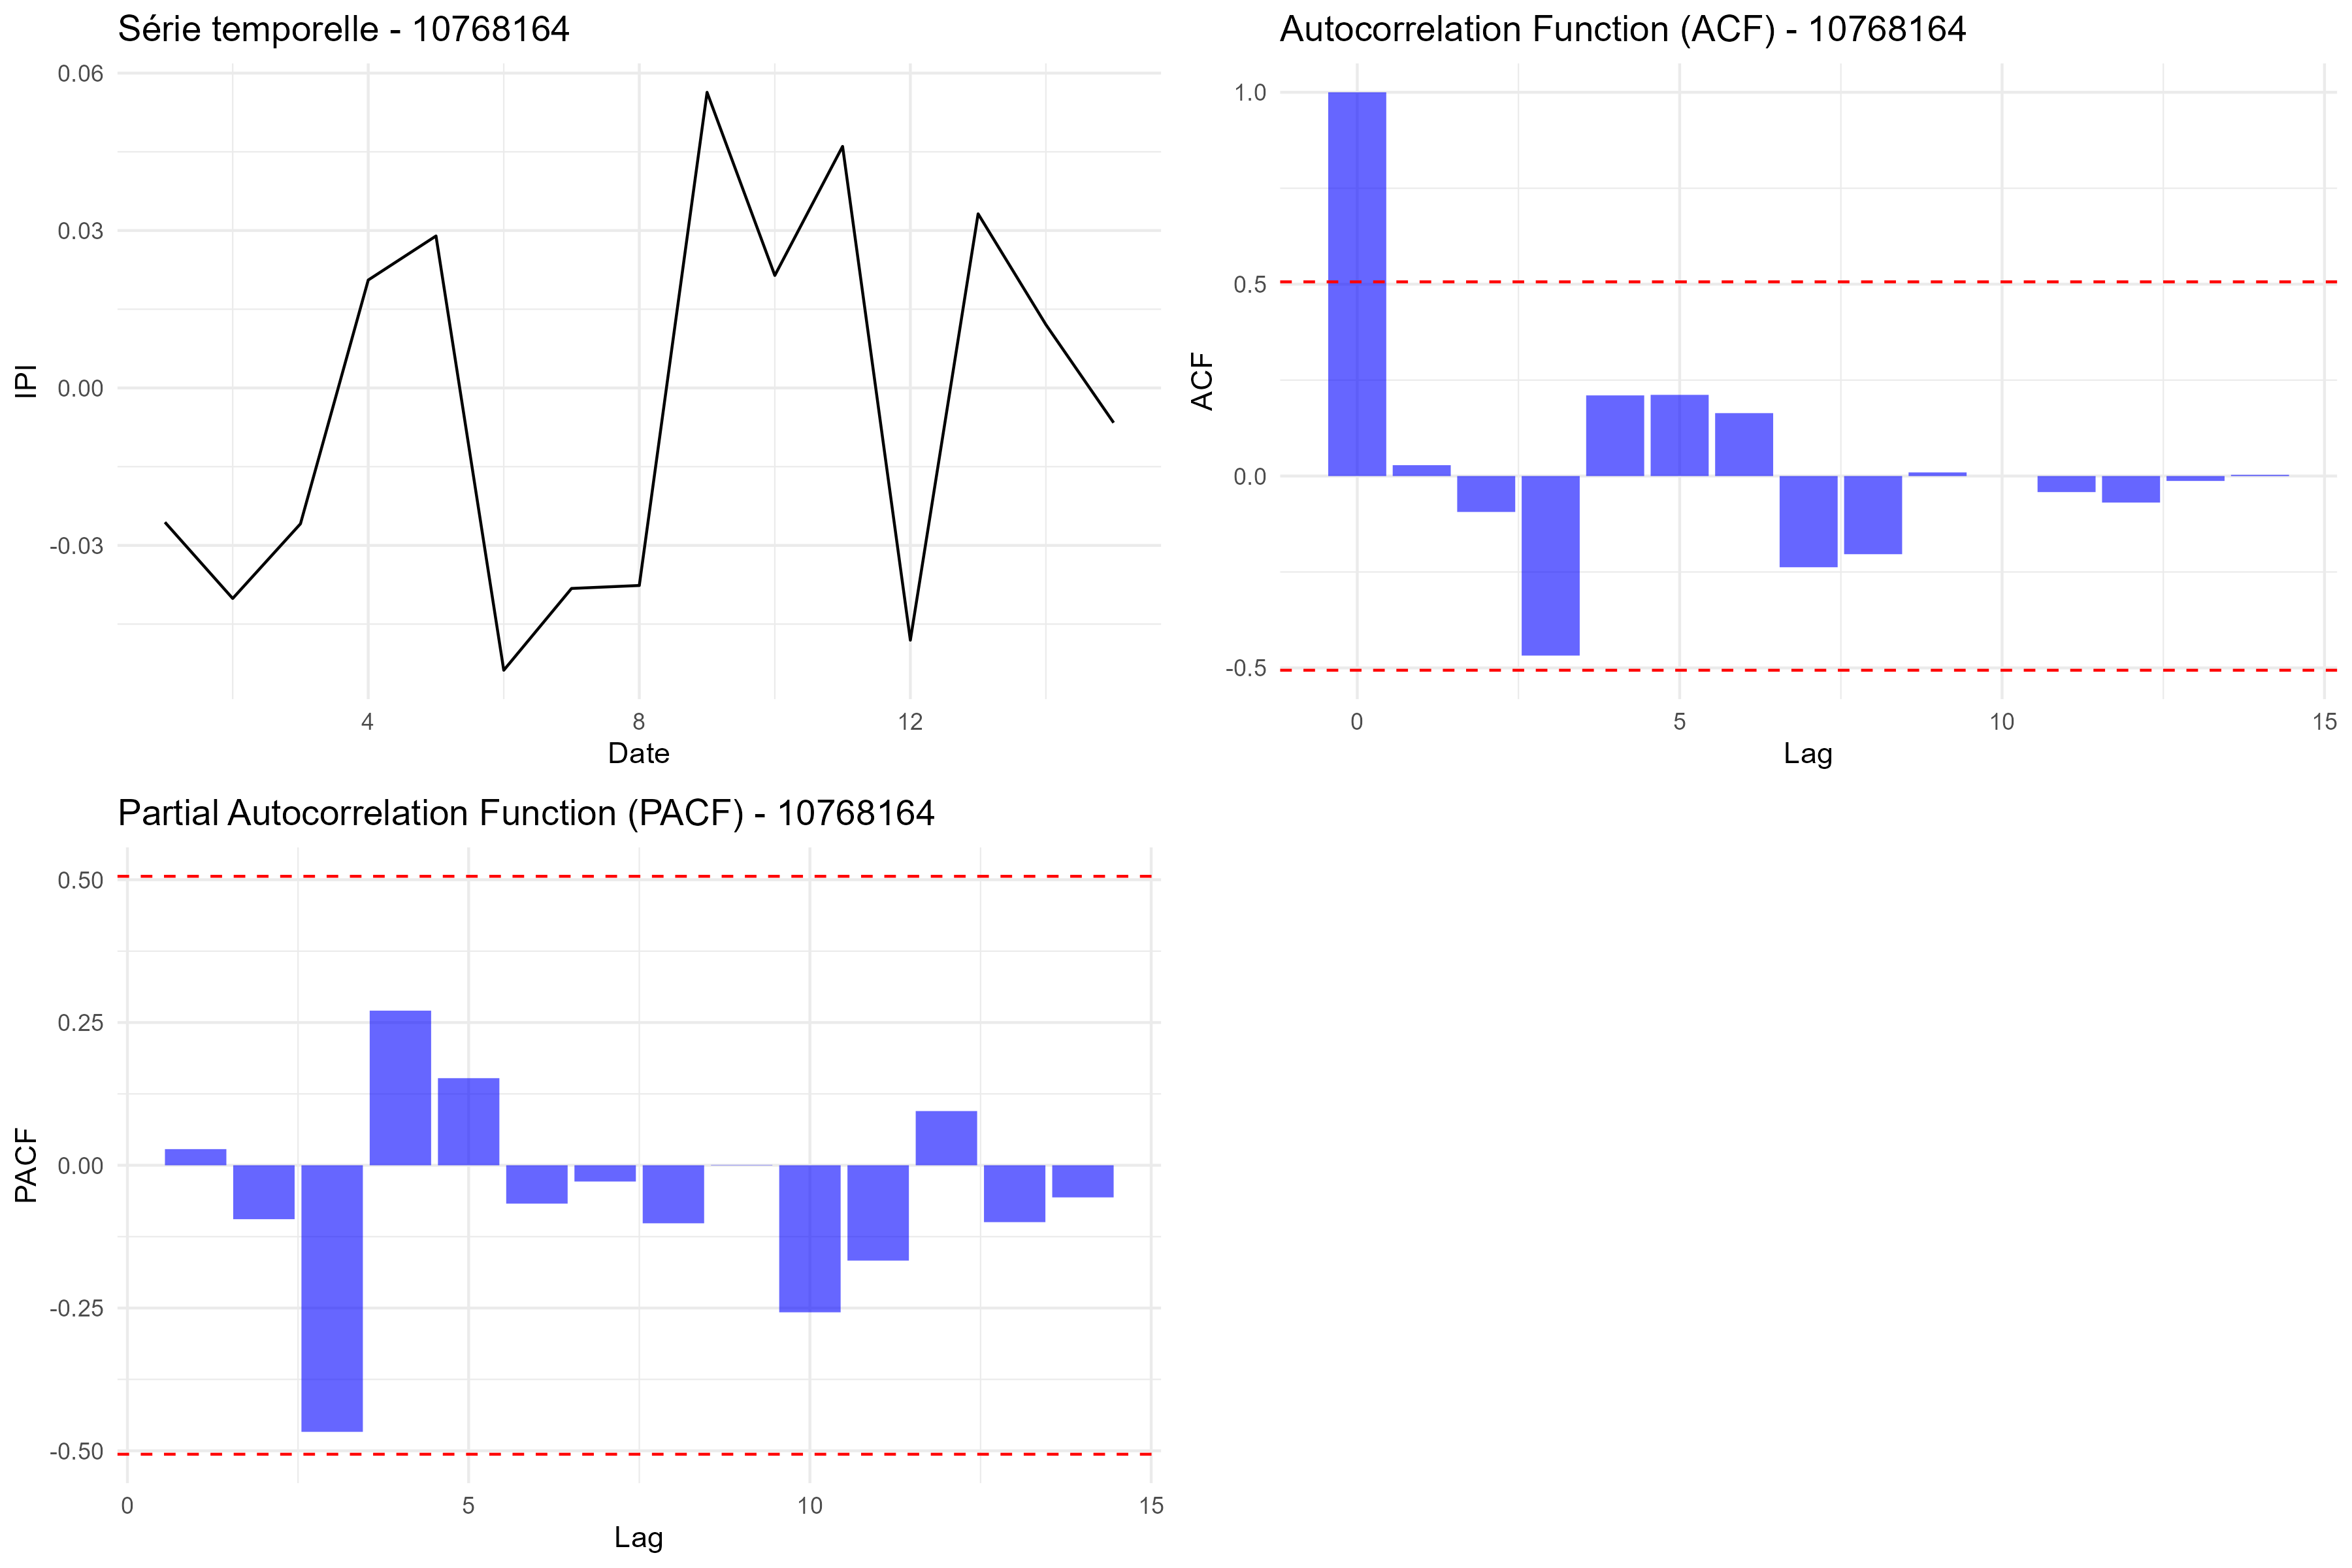 Série temporelle - 10768164
0.06
0.03
0.00
-0.03
IPI
4 8 12
Date
Autocorrelation Function (ACF) - 10768164
1.0
0.5
0.0
-0.5
ACF
0 5 10 15
Lag
Partial Autocorrelation Function (PACF) - 10768164
0.50
0.25
0.00
-0.25
-0.50
PACF
0 5 10 15
Lag